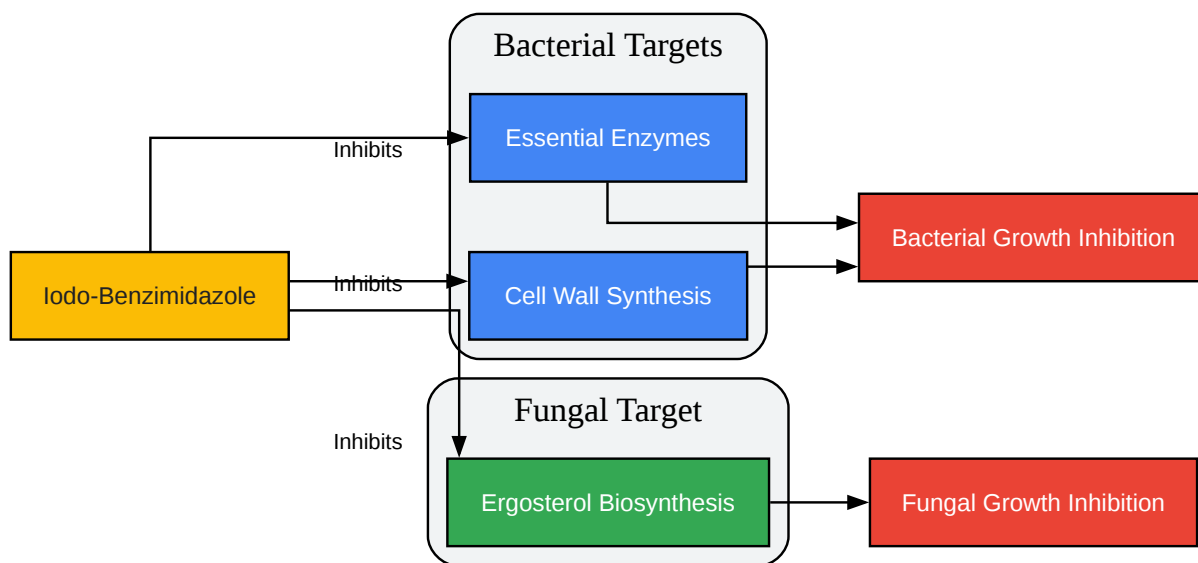 Bacterial Targets
Essential Enzymes
Inhibits
Bacterial Growth Inhibition
Iodo-Benzimidazole
Inhibits
Cell Wall Synthesis
Fungal Target
Inhibits
Ergosterol Biosynthesis
Fungal Growth Inhibition